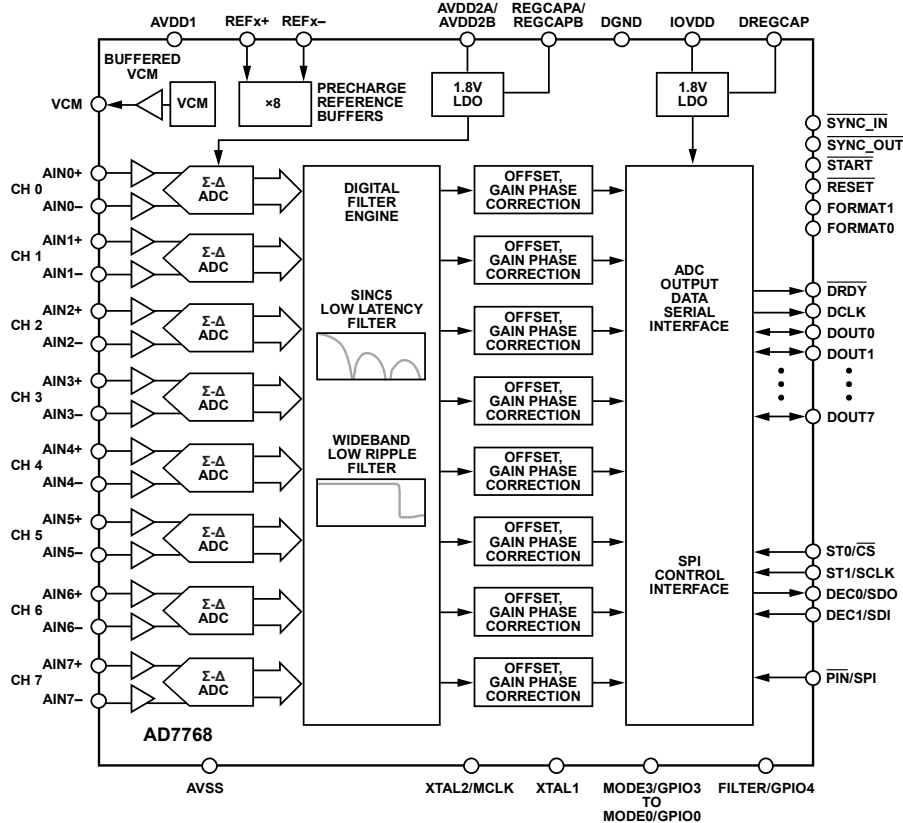 AVDD1
REFx+
REFx–
AVDD2A/
AVDD2B
REGCAPA/
REGCAPB
DGND
IOVDD
DREGCAP
BUFFERED
VCM
VCM
VCM
×8
PRECHARGE
REFERENCE
BUFFERS
1.8V
LDO
1.8V
LDO
SYNC_IN
SYNC_OUT
START
RESET
FORMAT1
FORMAT0
CH 0
AIN0+
AIN0–
Σ-Δ
ADC
CH 1
AIN1+
AIN1–
Σ-Δ
ADC
CH 2
AIN2+
AIN2–
Σ-Δ
ADC
CH 3
AIN3+
AIN3–
Σ-Δ
ADC
CH 4
AIN4+
AIN4–
Σ-Δ
ADC
CH 5
AIN5+
AIN5–
Σ-Δ
ADC
CH 6
AIN6+
AIN6–
Σ-Δ
ADC
CH 7
AIN7+
AIN7–
Σ-Δ
ADC
DIGITAL
FILTER
ENGINE
SINC5
LOW LATENCY
FILTER
WIDEBAND
LOW RIPPLE
FILTER
OFFSET,
GAIN PHASE
CORRECTION
OFFSET,
GAIN PHASE
CORRECTION
OFFSET,
GAIN PHASE
CORRECTION
OFFSET,
GAIN PHASE
CORRECTION
OFFSET,
GAIN PHASE
CORRECTION
OFFSET,
GAIN PHASE
CORRECTION
OFFSET,
GAIN PHASE
CORRECTION
OFFSET,
GAIN PHASE
CORRECTION
ADC
OUTPUT
DATA
SERIAL
INTERFACE
SPI
CONTROL
INTERFACE
DRDY
DCLK
DOUT0
DOUT1
DOUT7
ST0/CS
ST1/SCLK
DEC0/SDO
DEC1/SDI
PIN/SPI
AD7768
AVSS
XTAL2/MCLK
XTAL1
MODE3/GPIO3
TO
MODE0/GPIO0
FILTER/GPIO4